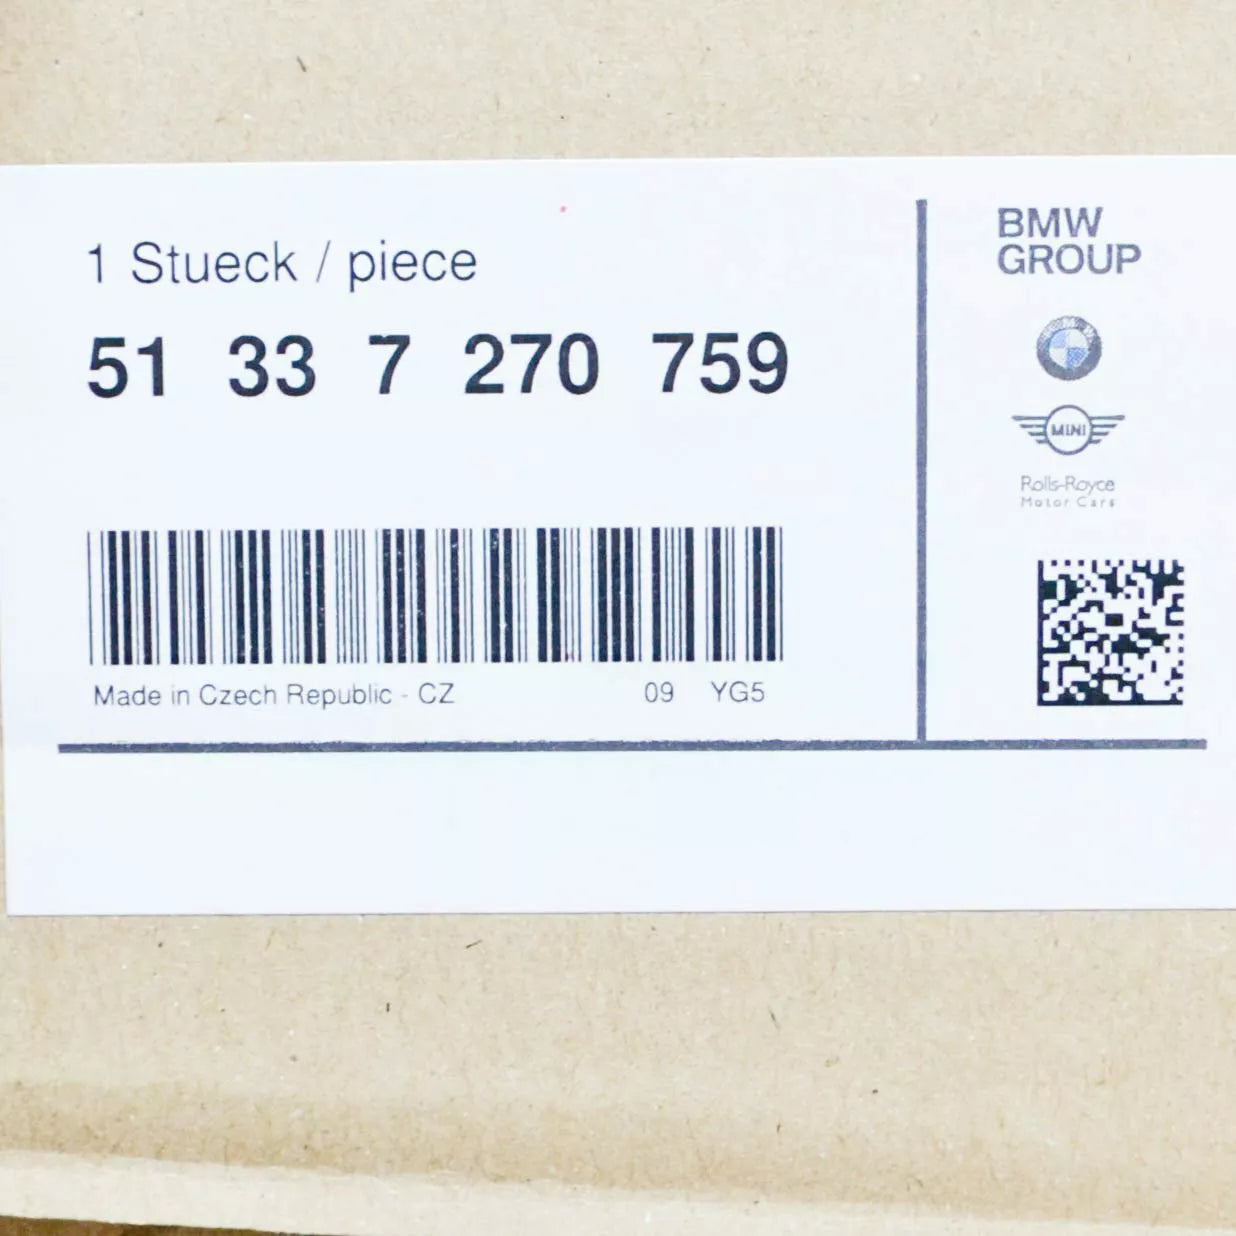 1 Stueck / piece
51 33 7 270 759
Made in Czech Republic - CZ 09 YG5
BMW
GROUP
MINI
Rolls-Royce
Motor Cars